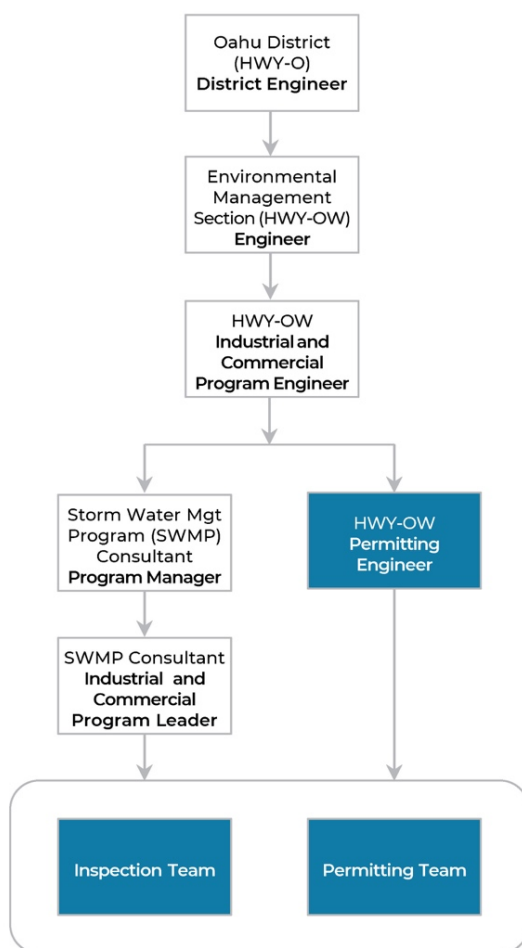 Oahu District
(HWY-O)
District Engineer
Environmental
Management
Section (HWY-OW)
Engineer
HWY-OW
Industrial and
Commercial
Program Engineer
Storm Water Mgt
Program (SWMP)
Consultant
Program Manager
HWY-OW
Permitting
Engineer
SWMP Consultant
Industrial and
Commercial
Program Leader
Inspection Team
Permitting Team